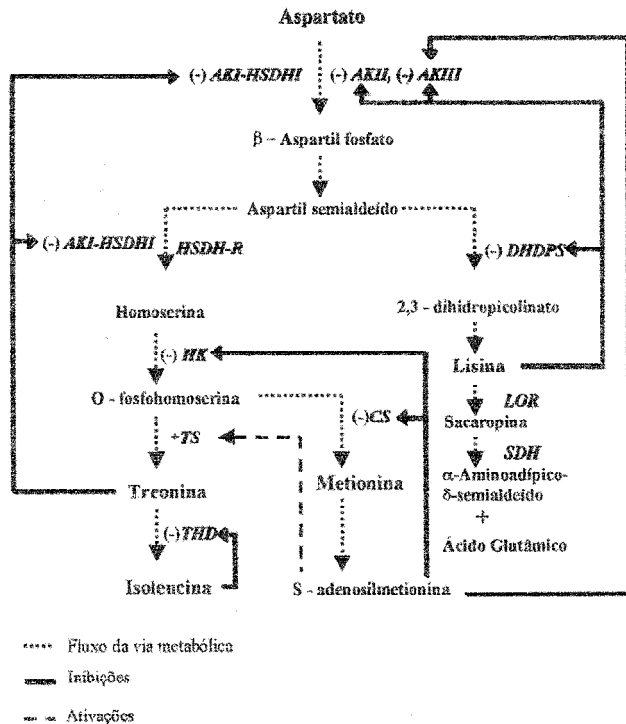 Aspartato
(-) AKI-HSDHI (-) AKII, (-) AKIII
β - Aspartil fosfato
Aspartil semialdeído
(-) AKI-HSDHI HSDH-R (-) DHDPS
Homoserina 2,3 - dihidropicolinato
(-) HK Lisina
O - fosfohomoserina LOR
(-)CS Sacaropina
+TS SDH
Treonina Metionina α-Aminoadípico-
δ-semialdeído
+
(-)THD Ácido Glutâmico
Isoleucina S - adenosilmetionina
Fluxo da via metabólica
Inibições
Ativações